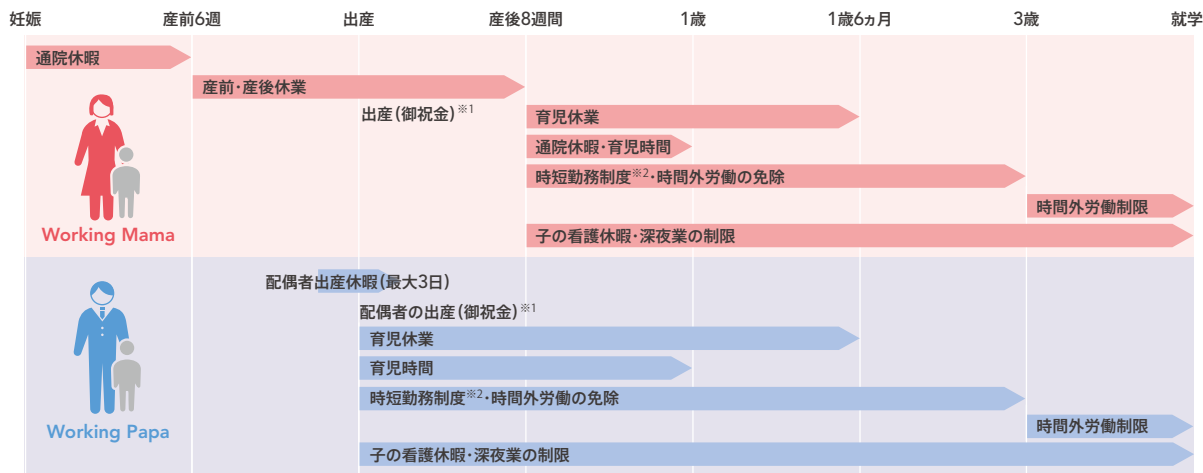 妊娠 産前6週 出産 産後8週間 1歳 1歳6ヵ月 3歳 就学
通院休暇
産前・産後休業
出産(御祝金)※1
育児休業
通院休暇・育児時間
時短勤務制度※2・時間外労働の免除
時間外労働制限
子の看護休暇・深夜業の制限
Working Mama
配偶者出産休暇(最大3日)
配偶者の出産(御祝金)※1
育児休業
育児時間
時短勤務制度※2・時間外労働の免除
時間外労働制限
子の看護休暇・深夜業の制限
Working Papa